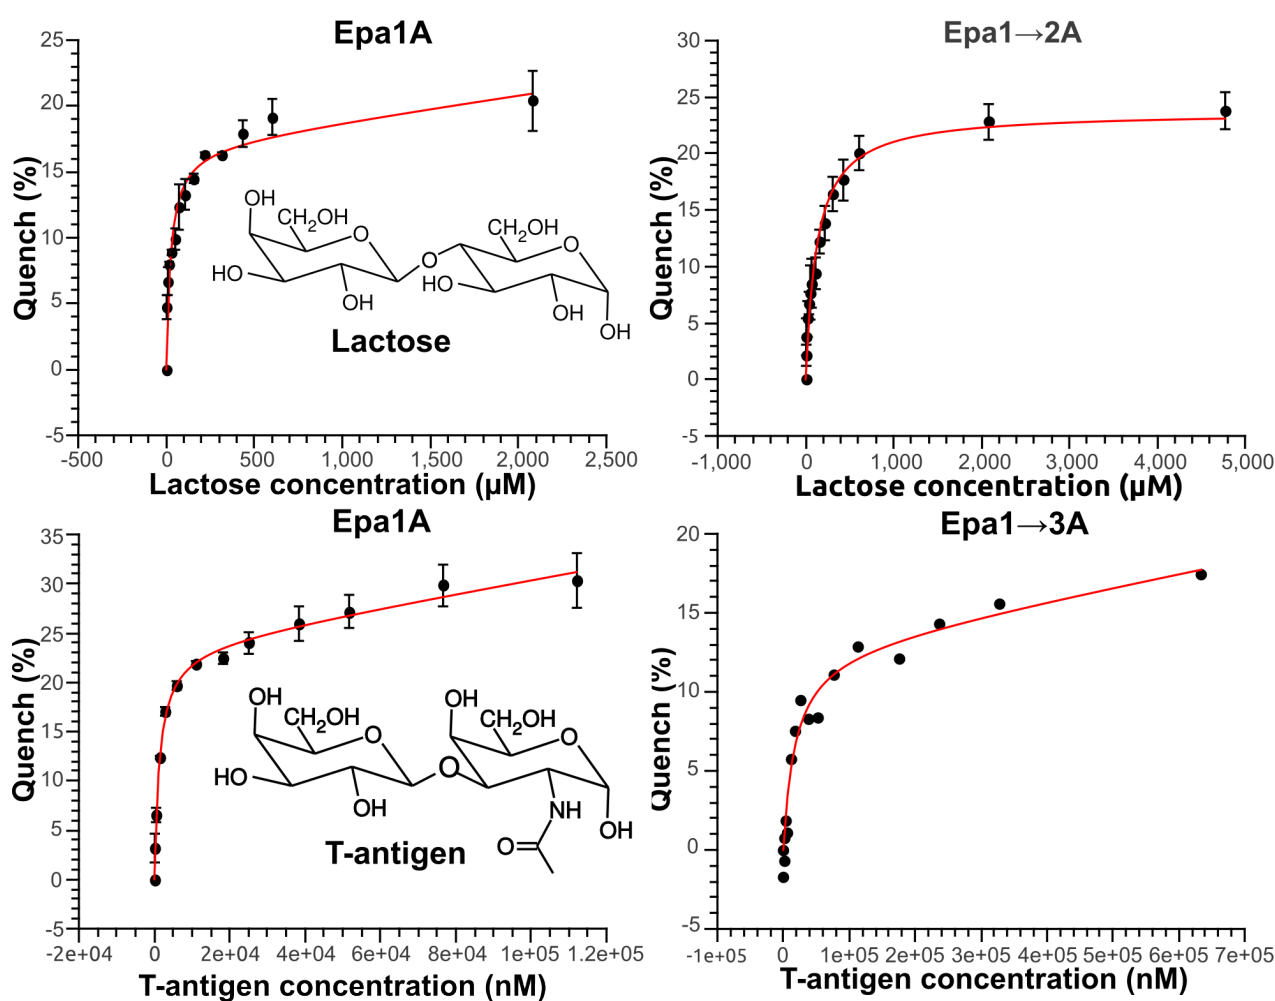 Epa1A
25
20
15
10
5
0
-5
Quench (%)
-500 0 500 1,000 1,500 2,000 2,500
Lactose concentration (µM)
OH
CH2OH
O
HO
OH
O
CH2OH
O
HO
OH
OH
Lactose
Epa1→2A
30
25
20
15
10
5
0
-5
Quench (%)
-1,000 0 1,000 2,000 3,000 4,000 5,000
Lactose concentration (µM)
Epa1A
35
30
25
20
15
10
5
0
-5
Quench (%)
-2e+04 0 2e+04 4e+04 6e+04 8e+04 1e+05 1.2e+05
T-antigen concentration (nM)
OH
CH2OH
O
HO
OH
O
OH
CH2OH
O
NH
OH
O
T-antigen
Epa1→3A
20
15
10
5
0
-5
Quench (%)
-1e+05 0 1e+05 2e+05 3e+05 4e+05 5e+05 6e+05 7e+05
T-antigen concentration (nM)